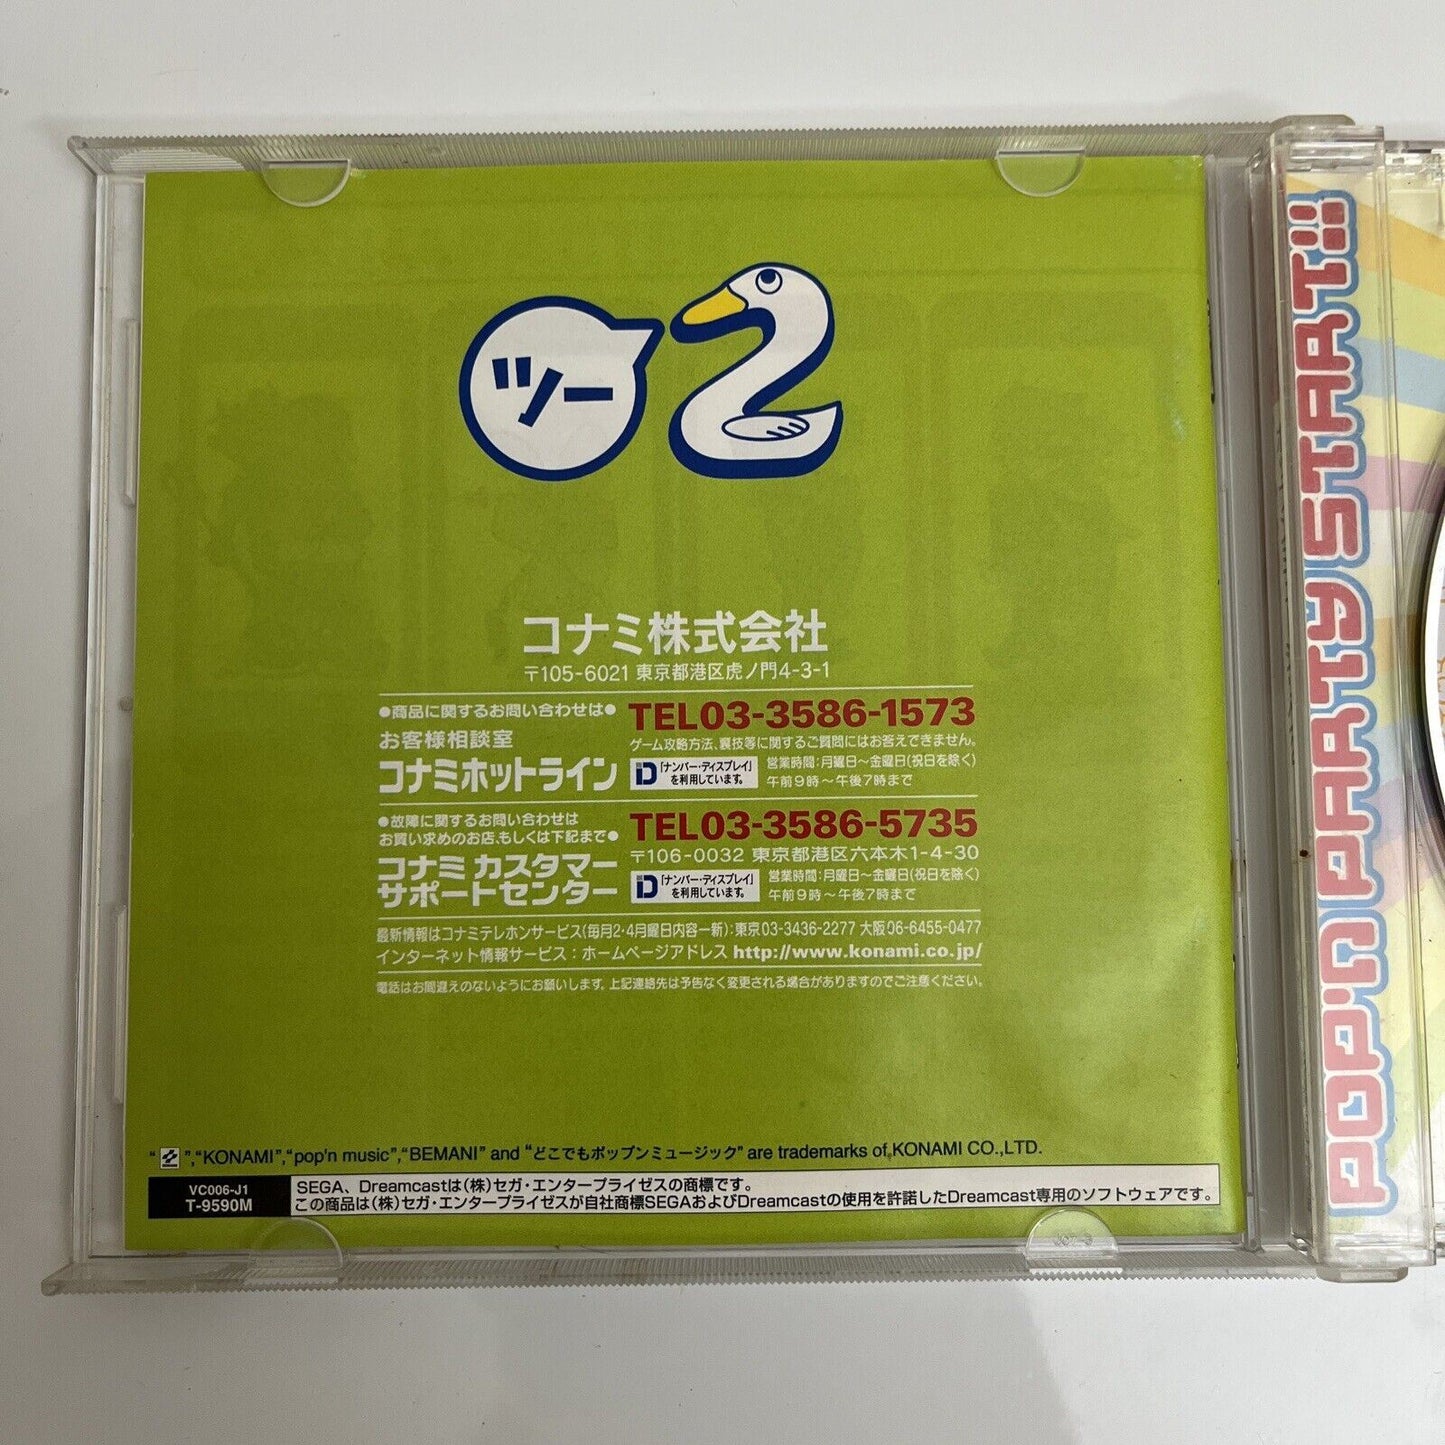 ツー
コナミ株式会社
〒105-6021 東京都港区虎ノ門4-3-1
●商品に関するお問い合わせは●
お客様相談室
コナミホットライン
TEL03-3586-1573
ゲーム攻略方法、裏技等に関するご質問にはお答えできません。
「ナンバー・ディスプレイ」
を利用しています。
営業時間:月曜日〜金曜日(祝日を除く)
午前9時〜午後7時まで
●故障に関するお問い合わせは
お買い求めのお店、もしくは下記まで●
コナミ カスタマー
サポートセンター
TEL03-3586-5735
〒106-0032 東京都港区六本木1-4-30
「ナンバー・ディスプレイ」
を利用しています。
営業時間:月曜日〜金曜日(祝日を除く)
午前9時〜午後7時まで
最新情報はコナミテレホンサービス(毎月2・4月曜日内容一新):東京03-3436-2277 大阪06-6455-0477
インターネット情報サービス:ホームページアドレス http://www.konami.co.jp/
電話はお間違えのないようにお願いします。上記連絡先は予告なく変更される場合がありますのでご注意ください。
“ ”,“KONAMI”,“pop'n music”,“BEMANI” and “どこでもポップンミュージック” are trademarks of KONAMI CO.,LTD.
VC006-J1
T-9590M
SEGA、Dreamcastは(株)セガ・エンタープライゼスの商標です。
この商品は(株)セガ・エンタープライゼスが自社商標SEGAおよびDreamcastの使用を許諾したDreamcast専用のソフトウェアです。
POP'N PARTY START!!!